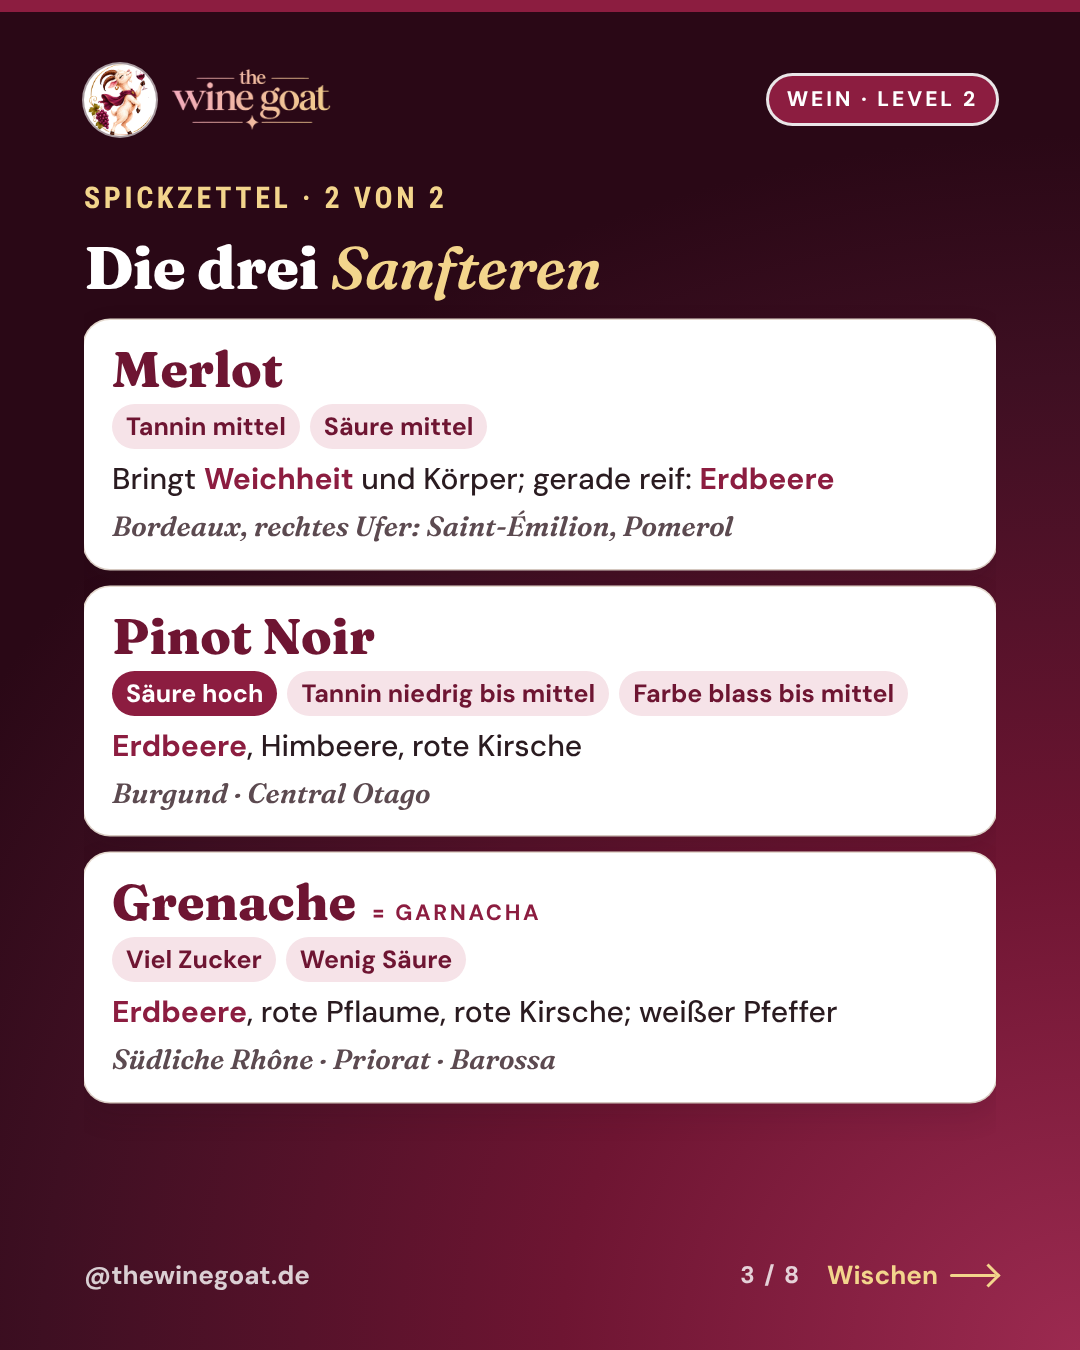 the
wine goat
WEIN · LEVEL 2
SPICKZETTEL · 2 VON 2
Die drei Sanfteren
Merlot
Tannin mittel Säure mittel
Bringt Weichheit und Körper; gerade reif: Erdbeere
Bordeaux, rechtes Ufer: Saint-Émilion, Pomerol
Pinot Noir
Säure hoch Tannin niedrig bis mittel Farbe blass bis mittel
Erdbeere, Himbeere, rote Kirsche
Burgund · Central Otago
Grenache = GARNACHA
Viel Zucker Wenig Säure
Erdbeere, rote Pflaume, rote Kirsche; weißer Pfeffer
Südliche Rhône · Priorat · Barossa
@thewinegoat.de 3 / 8 Wischen